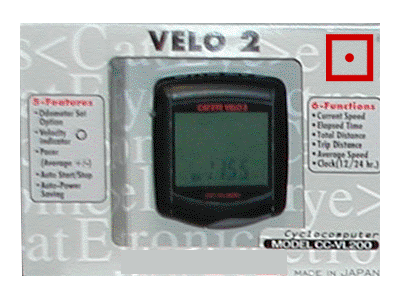 VELO 2
5-Features
• Odometer Set
Option
• Velocity
Indicator
• Pacer
(Average +/-)
• Auto Start/Stop
• Auto-Power
Saving
CATEYE VELO 2
155
6-Functions
• Current Speed
• Elapsed Time
• Total Distance
• Trip Distance
• Average Speed
• Clock(12/24 hr.)
Cyclocomputer
MODEL CC-VL200
MADE IN JAPAN